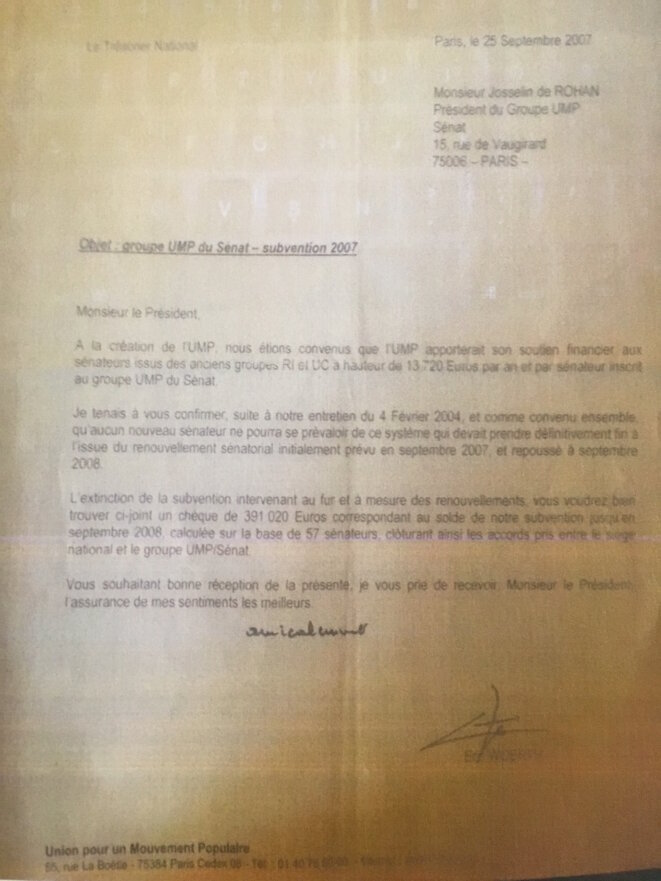 Le Trésorier National
Paris, le 25 Septembre 2007
Monsieur Josselin de ROHAN
Président du Groupe UMP
Sénat
15, rue de Vaugirard
75006 – PARIS –
Objet : groupe UMP du Sénat – subvention 2007
Monsieur le Président,
A la création de l'UMP, nous étions convenus que l'UMP apporterait son soutien financier aux
sénateurs issus des anciens groupes RI et UC à hauteur de 13 720 Euros par an et par sénateur inscrit
au groupe UMP du Sénat.
Je tenais à vous confirmer, suite à notre entretien du 4 Février 2004, et comme convenu ensemble,
qu'aucun nouveau sénateur ne pourra se prévaloir de ce système qui devait prendre définitivement fin à
l'issue du renouvellement sénatorial initialement prévu en septembre 2007, et repoussé à septembre
2008.
L'extinction de la subvention intervenant au fur et à mesure des renouvellements, vous voudrez bien
trouver ci-joint un chèque de 391 020 Euros correspondant au solde de notre subvention jusqu'en
septembre 2008, calculée sur la base de 57 sénateurs, clôturant ainsi les accords pris entre le siège
national et le groupe UMP/Sénat.
Vous souhaitant bonne réception de la présente, je vous prie de recevoir, Monsieur le Président,
l'assurance de mes sentiments les meilleurs.
amicalement
Union pour un Mouvement Populaire
55, rue La Boétie - 75384 Paris Cedex 08 - Tél : 01 40